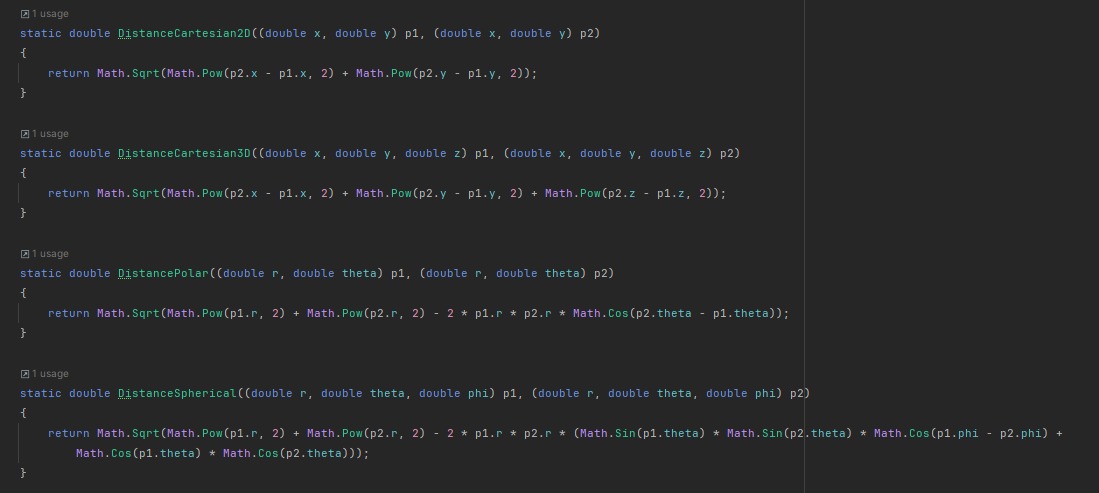 1 usage
static double DistanceCartesian2D((double x, double y) p1, (double x, double y) p2)
{
return Math.Sqrt(Math.Pow(p2.x - p1.x, 2) + Math.Pow(p2.y - p1.y, 2));
}
1 usage
static double DistanceCartesian3D((double x, double y, double z) p1, (double x, double y, double z) p2)
{
return Math.Sqrt(Math.Pow(p2.x - p1.x, 2) + Math.Pow(p2.y - p1.y, 2) + Math.Pow(p2.z - p1.z, 2));
}
1 usage
static double DistancePolar((double r, double theta) p1, (double r, double theta) p2)
{
return Math.Sqrt(Math.Pow(p1.r, 2) + Math.Pow(p2.r, 2) - 2 * p1.r * p2.r * Math.Cos(p2.theta - p1.theta));
}
1 usage
static double DistanceSpherical((double r, double theta, double phi) p1, (double r, double theta, double phi) p2)
{
return Math.Sqrt(Math.Pow(p1.r, 2) + Math.Pow(p2.r, 2) - 2 * p1.r * p2.r * (Math.Sin(p1.theta) * Math.Sin(p2.theta) * Math.Cos(p1.phi - p2.phi) +
Math.Cos(p1.theta) * Math.Cos(p2.theta)));
}